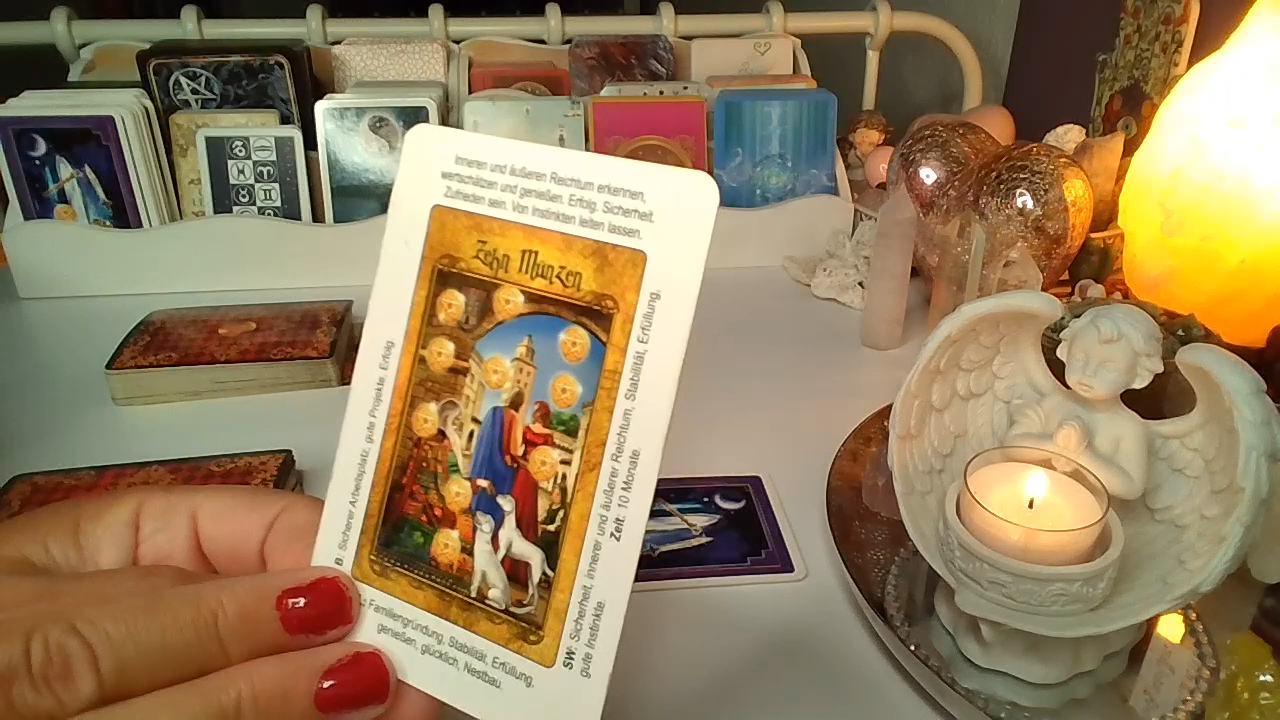 Inneren und äußeren Reichtum erkennen,
wertschätzen und genießen. Erfolg. Sicherheit.
Zufrieden sein. Von Instinkten leiten lassen.
Zehn Münzen
B: Sicherer Arbeitsplatz, gute Projekte, Erfolg
SW: Sicherheit, innerer und äußerer Reichtum, Stabilität, Erfüllung,
gute Instinkte.
Zeit: 10 Monate.
Familiengründung, Stabilität, Erfüllung,
genießen, glücklich, Nestbau.